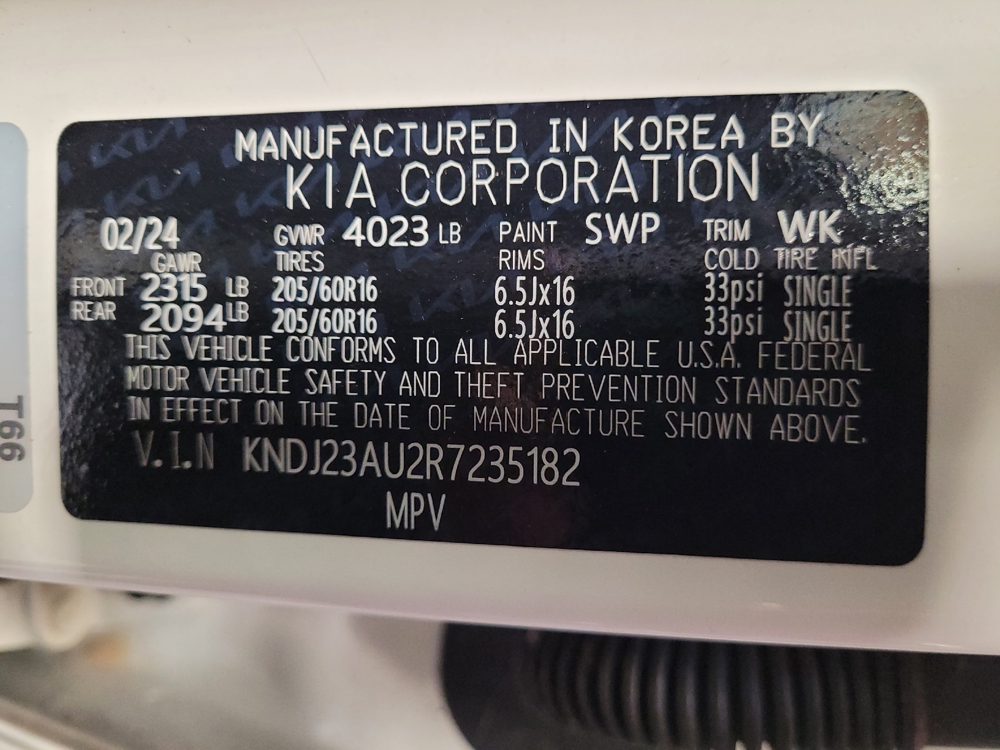 MANUFACTURED IN KOREA BY
KIA CORPORATION
02/24 GVWR 4023 LB PAINT SWP TRIM WK
GAWR TIRES RIMS COLD TIRE INFL
FRONT 2315 LB 205/60R16 6.5Jx16 33psi SINGLE
REAR 2094 LB 205/60R16 6.5Jx16 33psi SINGLE
THIS VEHICLE CONFORMS TO ALL APPLICABLE U.S.A. FEDERAL
MOTOR VEHICLE SAFETY AND THEFT PREVENTION STANDARDS
IN EFFECT ON THE DATE OF MANUFACTURE SHOWN ABOVE.
V.I.N KNDJ23AU2R7235182
MPV